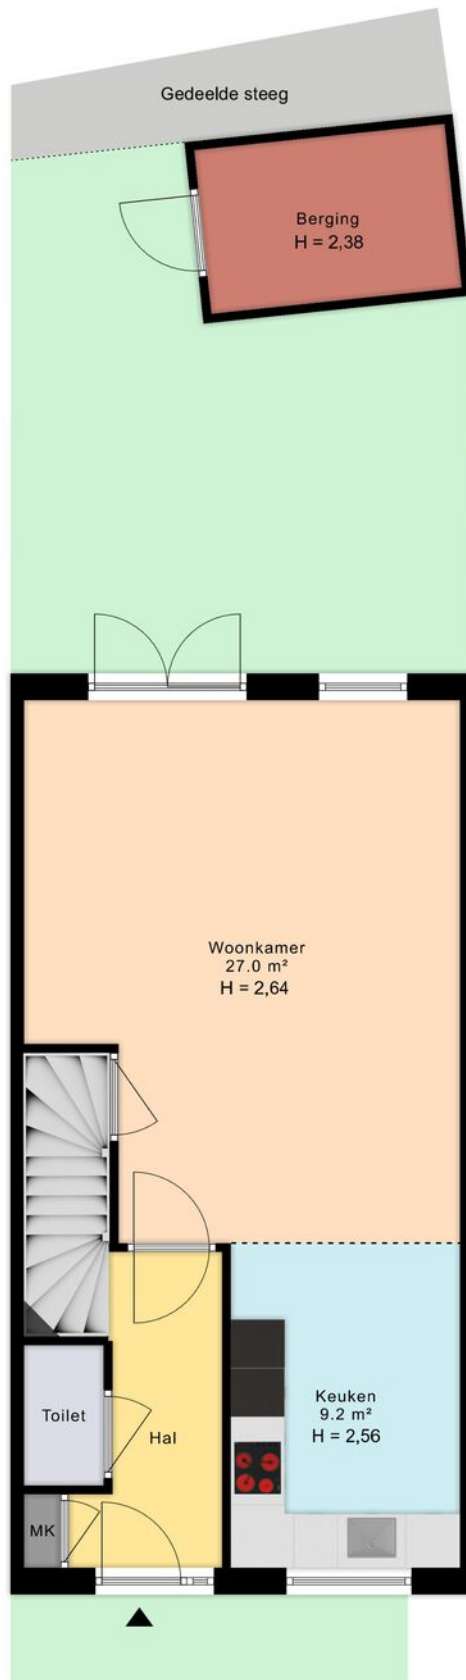 Gedeelde steeg
Berging
H = 2,38
Woonkamer
27.0 m²
H = 2,64
Keuken
9.2 m²
H = 2,56
Toilet
Hal
MK